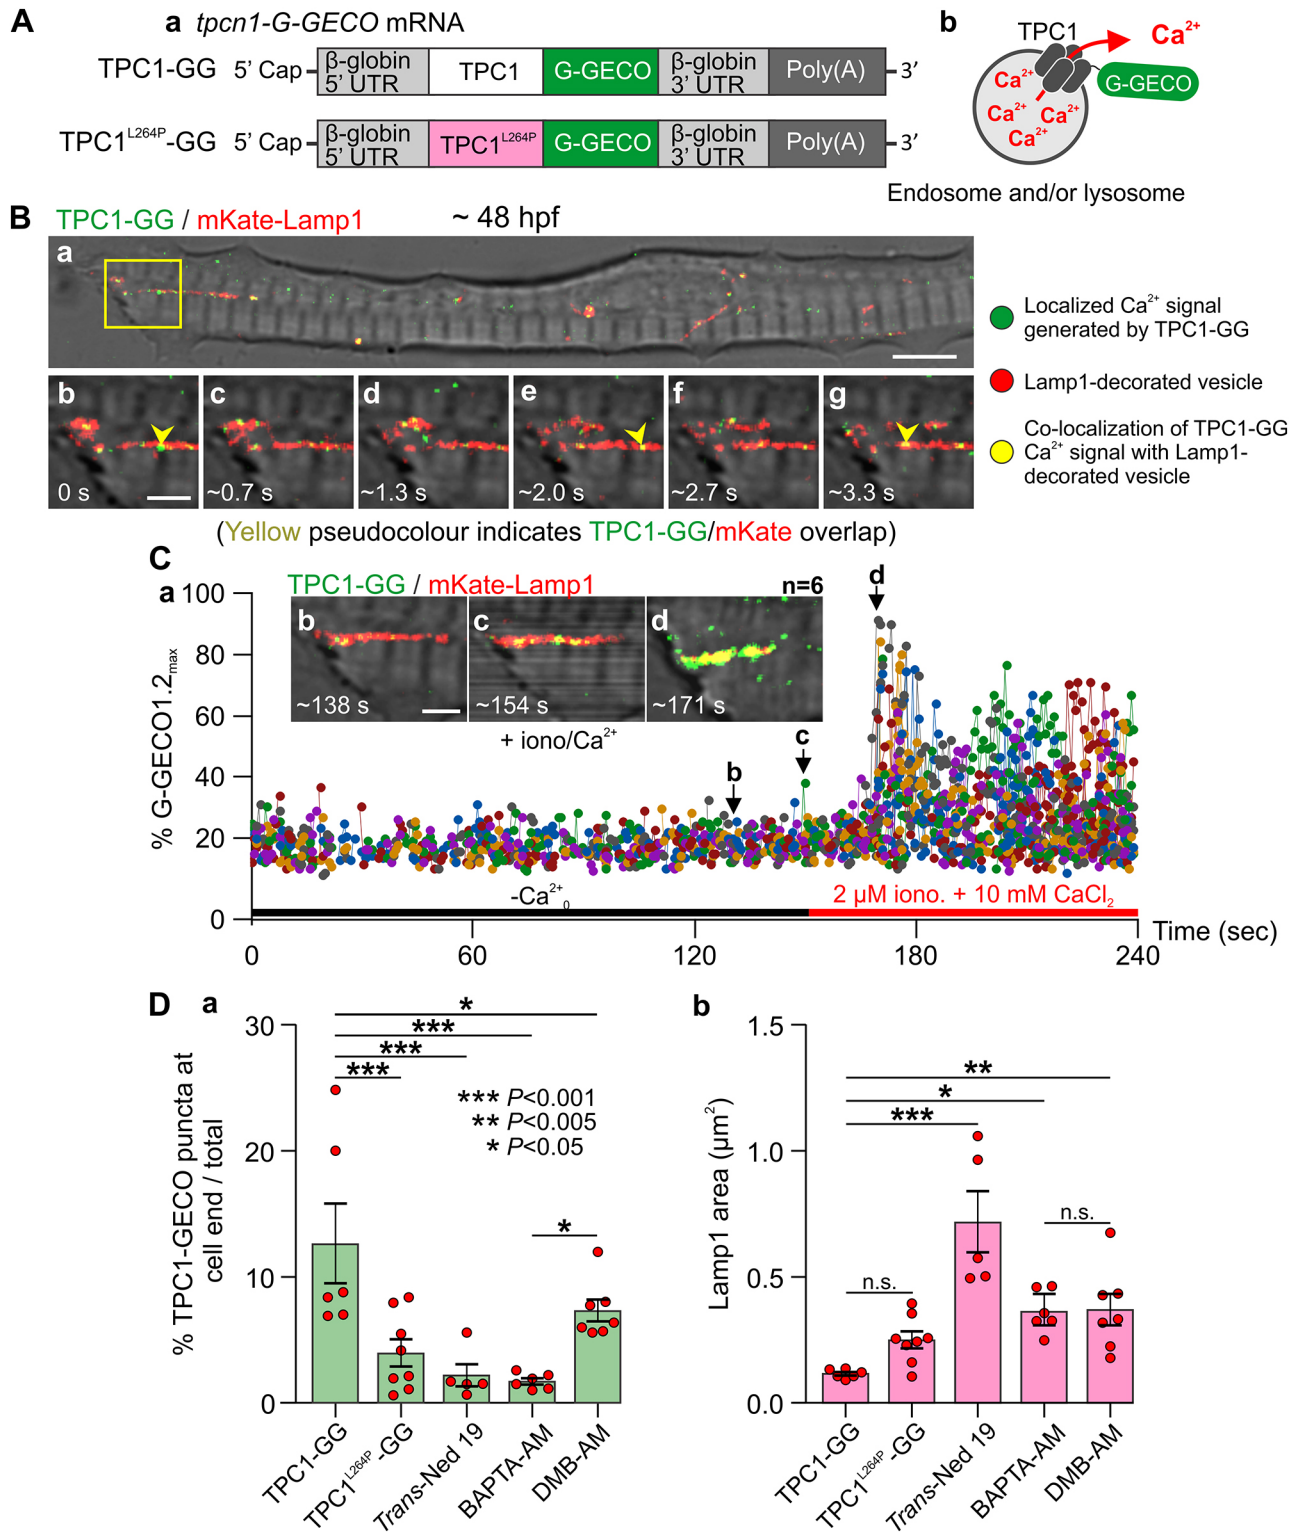 A
a tpcn1-G-GECO mRNA
TPC1-GG 5’ Cap β-globin 5’ UTR TPC1 G-GECO β-globin 3’ UTR Poly(A) 3’
TPC1L264P-GG 5’ Cap β-globin 5’ UTR TPC1L264P G-GECO β-globin 3’ UTR Poly(A) 3’
b
TPC1
Ca2+
Ca2+
Ca2+
Ca2+
Ca2+
G-GECO
Endosome and/or lysosome
B
TPC1-GG / mKate-Lamp1 ~ 48 hpf
a
b
0 s
c
~0.7 s
d
~1.3 s
e
~2.0 s
f
~2.7 s
g
~3.3 s
Localized Ca2+ signal
generated by TPC1-GG
Lamp1-decorated vesicle
Co-localization of TPC1-GG
Ca2+ signal with Lamp1-
decorated vesicle
(Yellow pseudocolour indicates TPC1-GG/mKate overlap)
C
a
TPC1-GG / mKate-Lamp1
n=6
b
~138 s
c
~154 s
d
~171 s
+ iono/Ca2+
b
c
d
% G-GECO1.2max
100
80
60
40
20
0
-Ca2+0
2 µM iono. + 10 mM CaCl2
0
60
120
180
240
Time (sec)
D
a
% TPC1-GECO puncta at
cell end / total
30
20
10
0
*
***
***
***
*
*** P<0.001
** P<0.005
* P<0.05
TPC1-GG
TPC1L264P-GG
Trans-Ned 19
BAPTA-AM
DMB-AM
b
Lamp1 area (µm2)
1.5
1.0
0.5
0.0
**
*
***
n.s.
n.s.
TPC1-GG
TPC1L264P-GG
Trans-Ned 19
BAPTA-AM
DMB-AM